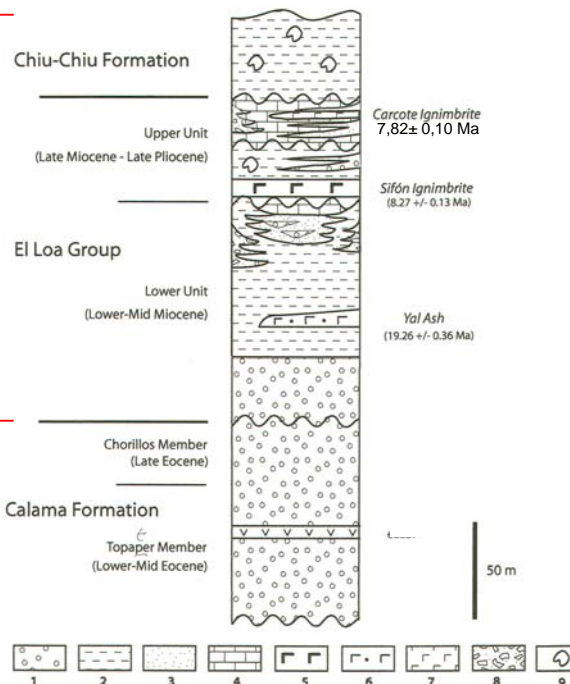 Chiu-Chiu Formation
Carcote Ignimbrite
7,82± 0,10 Ma
Upper Unit
(Late Miocene - Late Pliocene)
Sifón Ignimbrite
(8.27 +/- 0.13 Ma)
El Loa Group
Lower Unit
(Lower-Mid Miocene)
Yal Ash
(19.26 +/- 0.36 Ma)
Chorillos Member
(Late Eocene)
Calama Formation
Topaper Member
(Lower-Mid Eocene)
50 m
1 2 3 4 5 6 7 8 9